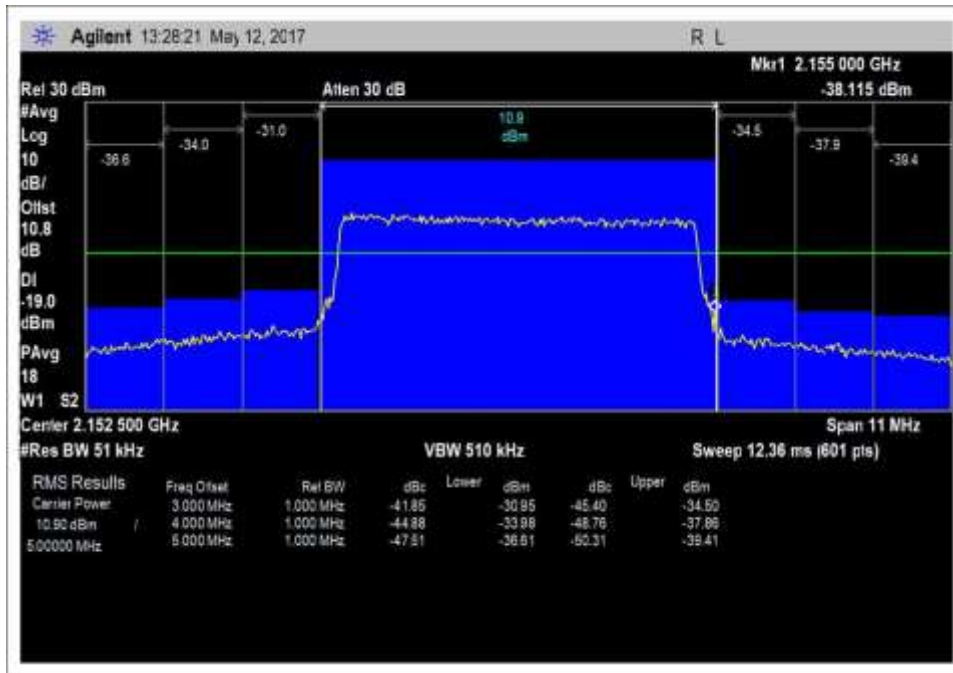 Agilent 13:28:21 May 12, 2017 R L
Mkr1 2.155 000 GHz
Ref 30 dBm Atten 30 dB -38.115 dBm
#Avg
Log
10
dB/
Offst
10.8
dB
DI
-19.0
dBm
PAvg
18
W1 S2
-36.6 -34.0 -31.0 10.9 dBm -34.5 -37.9 -39.4
Center 2.152 500 GHz Span 11 MHz
#Res BW 51 kHz VBW 510 kHz Sweep 12.36 ms (601 pts)
RMS Results Freq Offset Ref BW dBc Lower dBm dBc Upper dBm
Carrier Power 3.000 MHz 1.000 MHz -41.85 -30.95 -45.40 -34.50
10.90 dBm / 4.000 MHz 1.000 MHz -44.88 -33.98 -48.76 -37.86
5.00000 MHz 5.000 MHz 1.000 MHz -47.51 -36.61 -50.31 -39.41